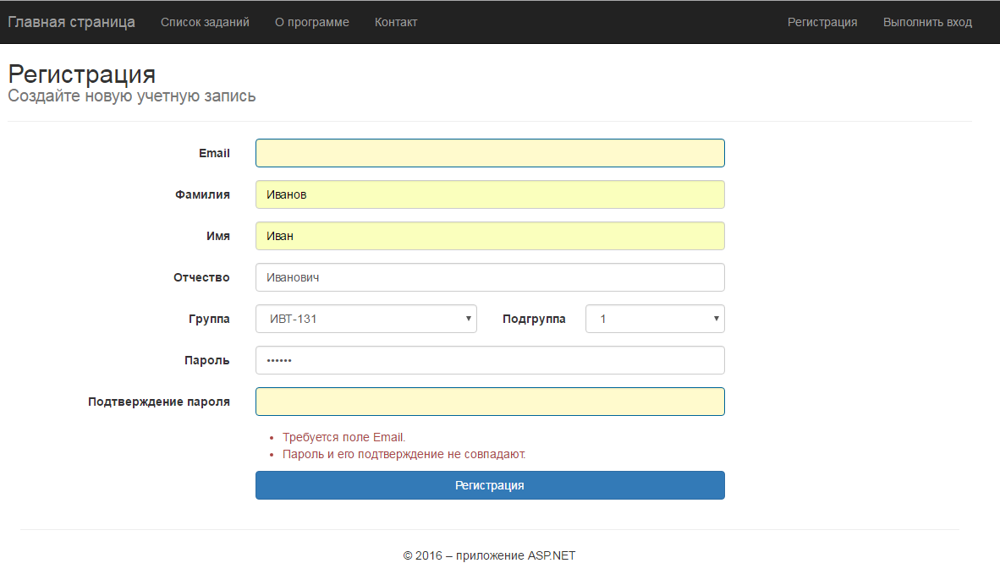 Главная страница Список заданий О программе Контакт Регистрация Выполнить вход
Регистрация
Создайте новую учетную запись
Email
Фамилия Иванов
Имя Иван
Отчество Иванович
Группа ИВТ-131 Подгруппа 1
Пароль ••••••
Подтверждение пароля
• Требуется поле Email.
• Пароль и его подтверждение не совпадают.
Регистрация
© 2016 – приложение ASP.NET